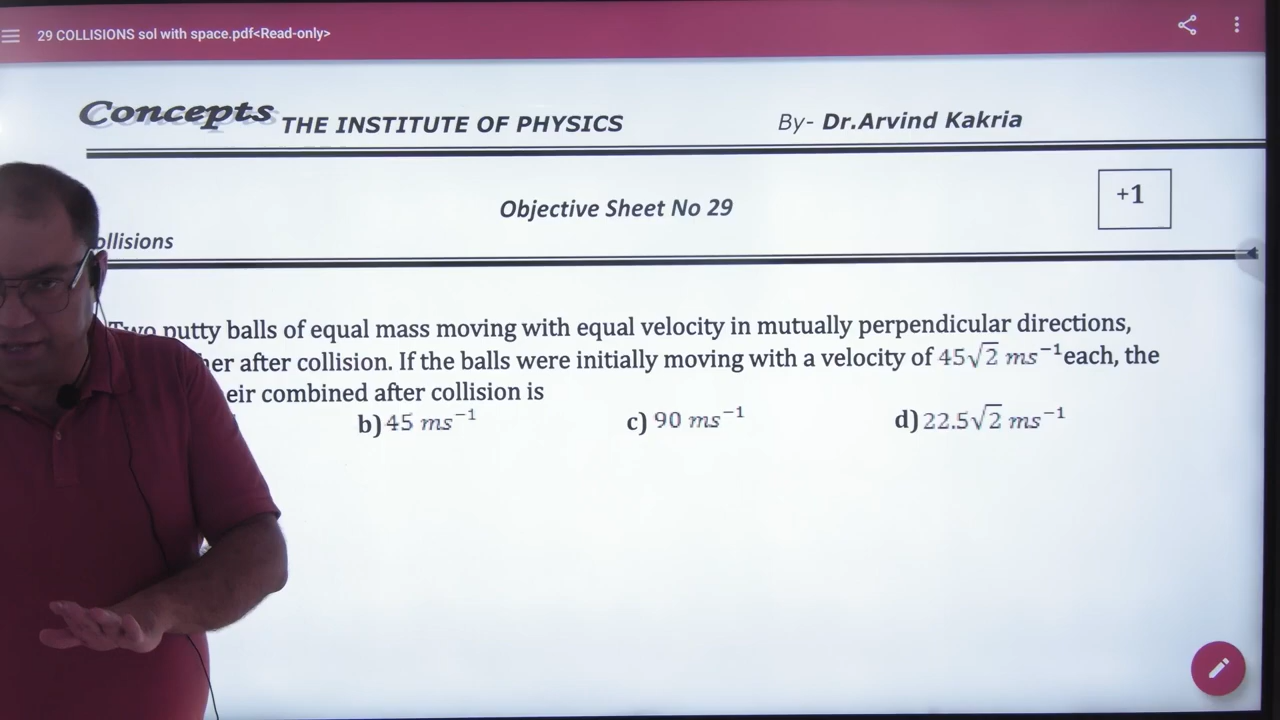 29 COLLISIONS sol with space.pdf<Read-only>
Concepts THE INSTITUTE OF PHYSICS By- Dr.Arvind Kakria
+1
Objective Sheet No 29
ollisions
Two putty balls of equal mass moving with equal velocity in mutually perpendicular directions,
her after collision. If the balls were initially moving with a velocity of 45√2 ms⁻¹each, the
eir combined after collision is
b) 45 ms⁻¹ c) 90 ms⁻¹ d) 22.5√2 ms⁻¹